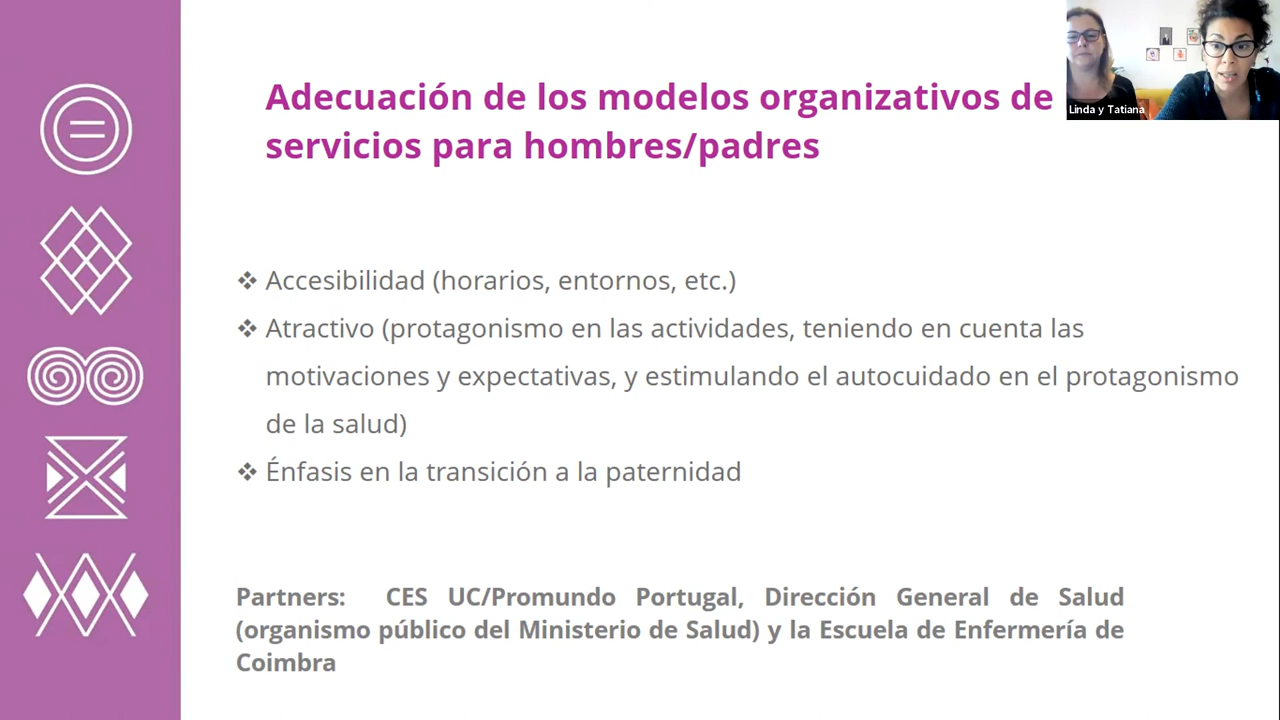 Adecuación de los modelos organizativos de
servicios para hombres/padres
Linda y Tatiana
❖ Accesibilidad (horarios, entornos, etc.)
❖ Atractivo (protagonismo en las actividades, teniendo en cuenta las
motivaciones y expectativas, y estimulando el autocuidado en el protagonismo
de la salud)
❖ Énfasis en la transición a la paternidad
Partners: CES UC/Promundo Portugal, Dirección General de Salud
(organismo público del Ministerio de Salud) y la Escuela de Enfermería de
Coimbra